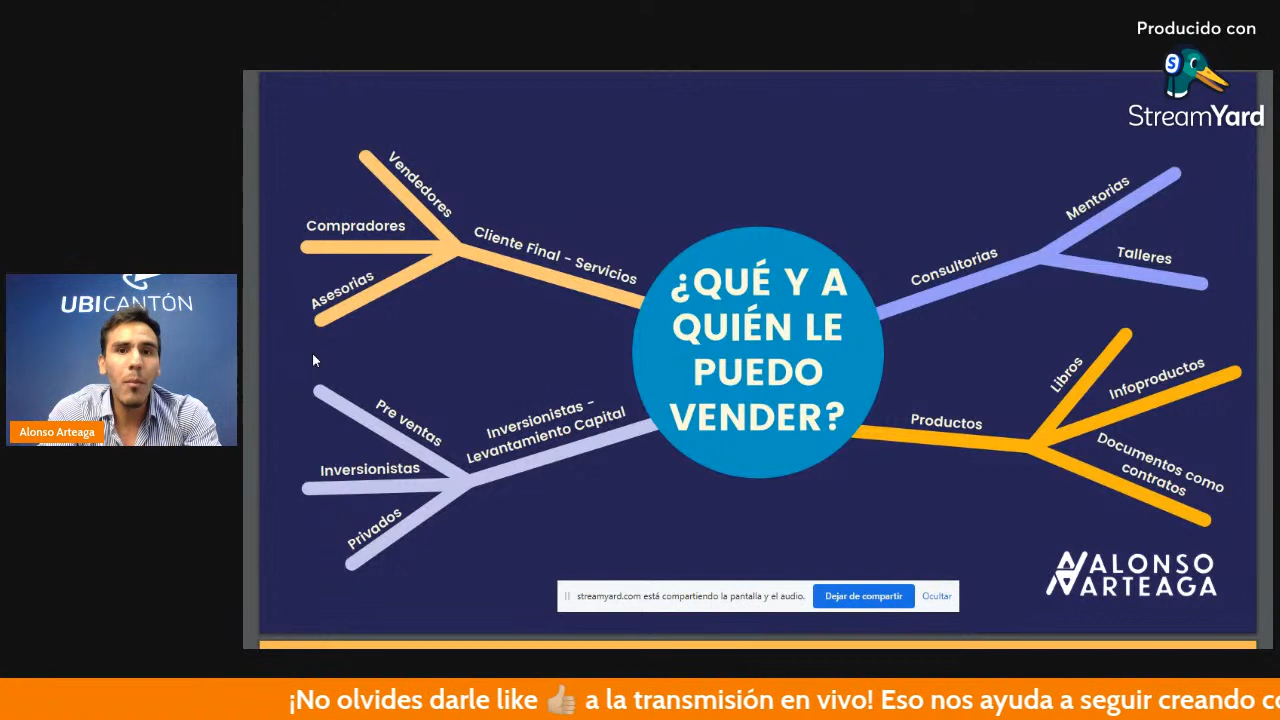 Producido con
StreamYard
Vendedores
Compradores
Asesorias
Cliente Final - Servicios
Pre ventas
Inversionistas
Privados
Inversionistas -
Levantamiento Capital
¿QUÉ Y A
QUIÉN LE
PUEDO
VENDER?
Consultorias
Mentorias
Talleres
Productos
Libros
Infoproductos
Documentos como
contratos
UBICANTÓN
Alonso Arteaga
ALONSO
ARTEAGA
streamyard.com está compartiendo la pantalla y el audio.
Dejar de compartir
Ocultar
¡No olvides darle like 👍🏼 a la transmisión en vivo! Eso nos ayuda a seguir creando co